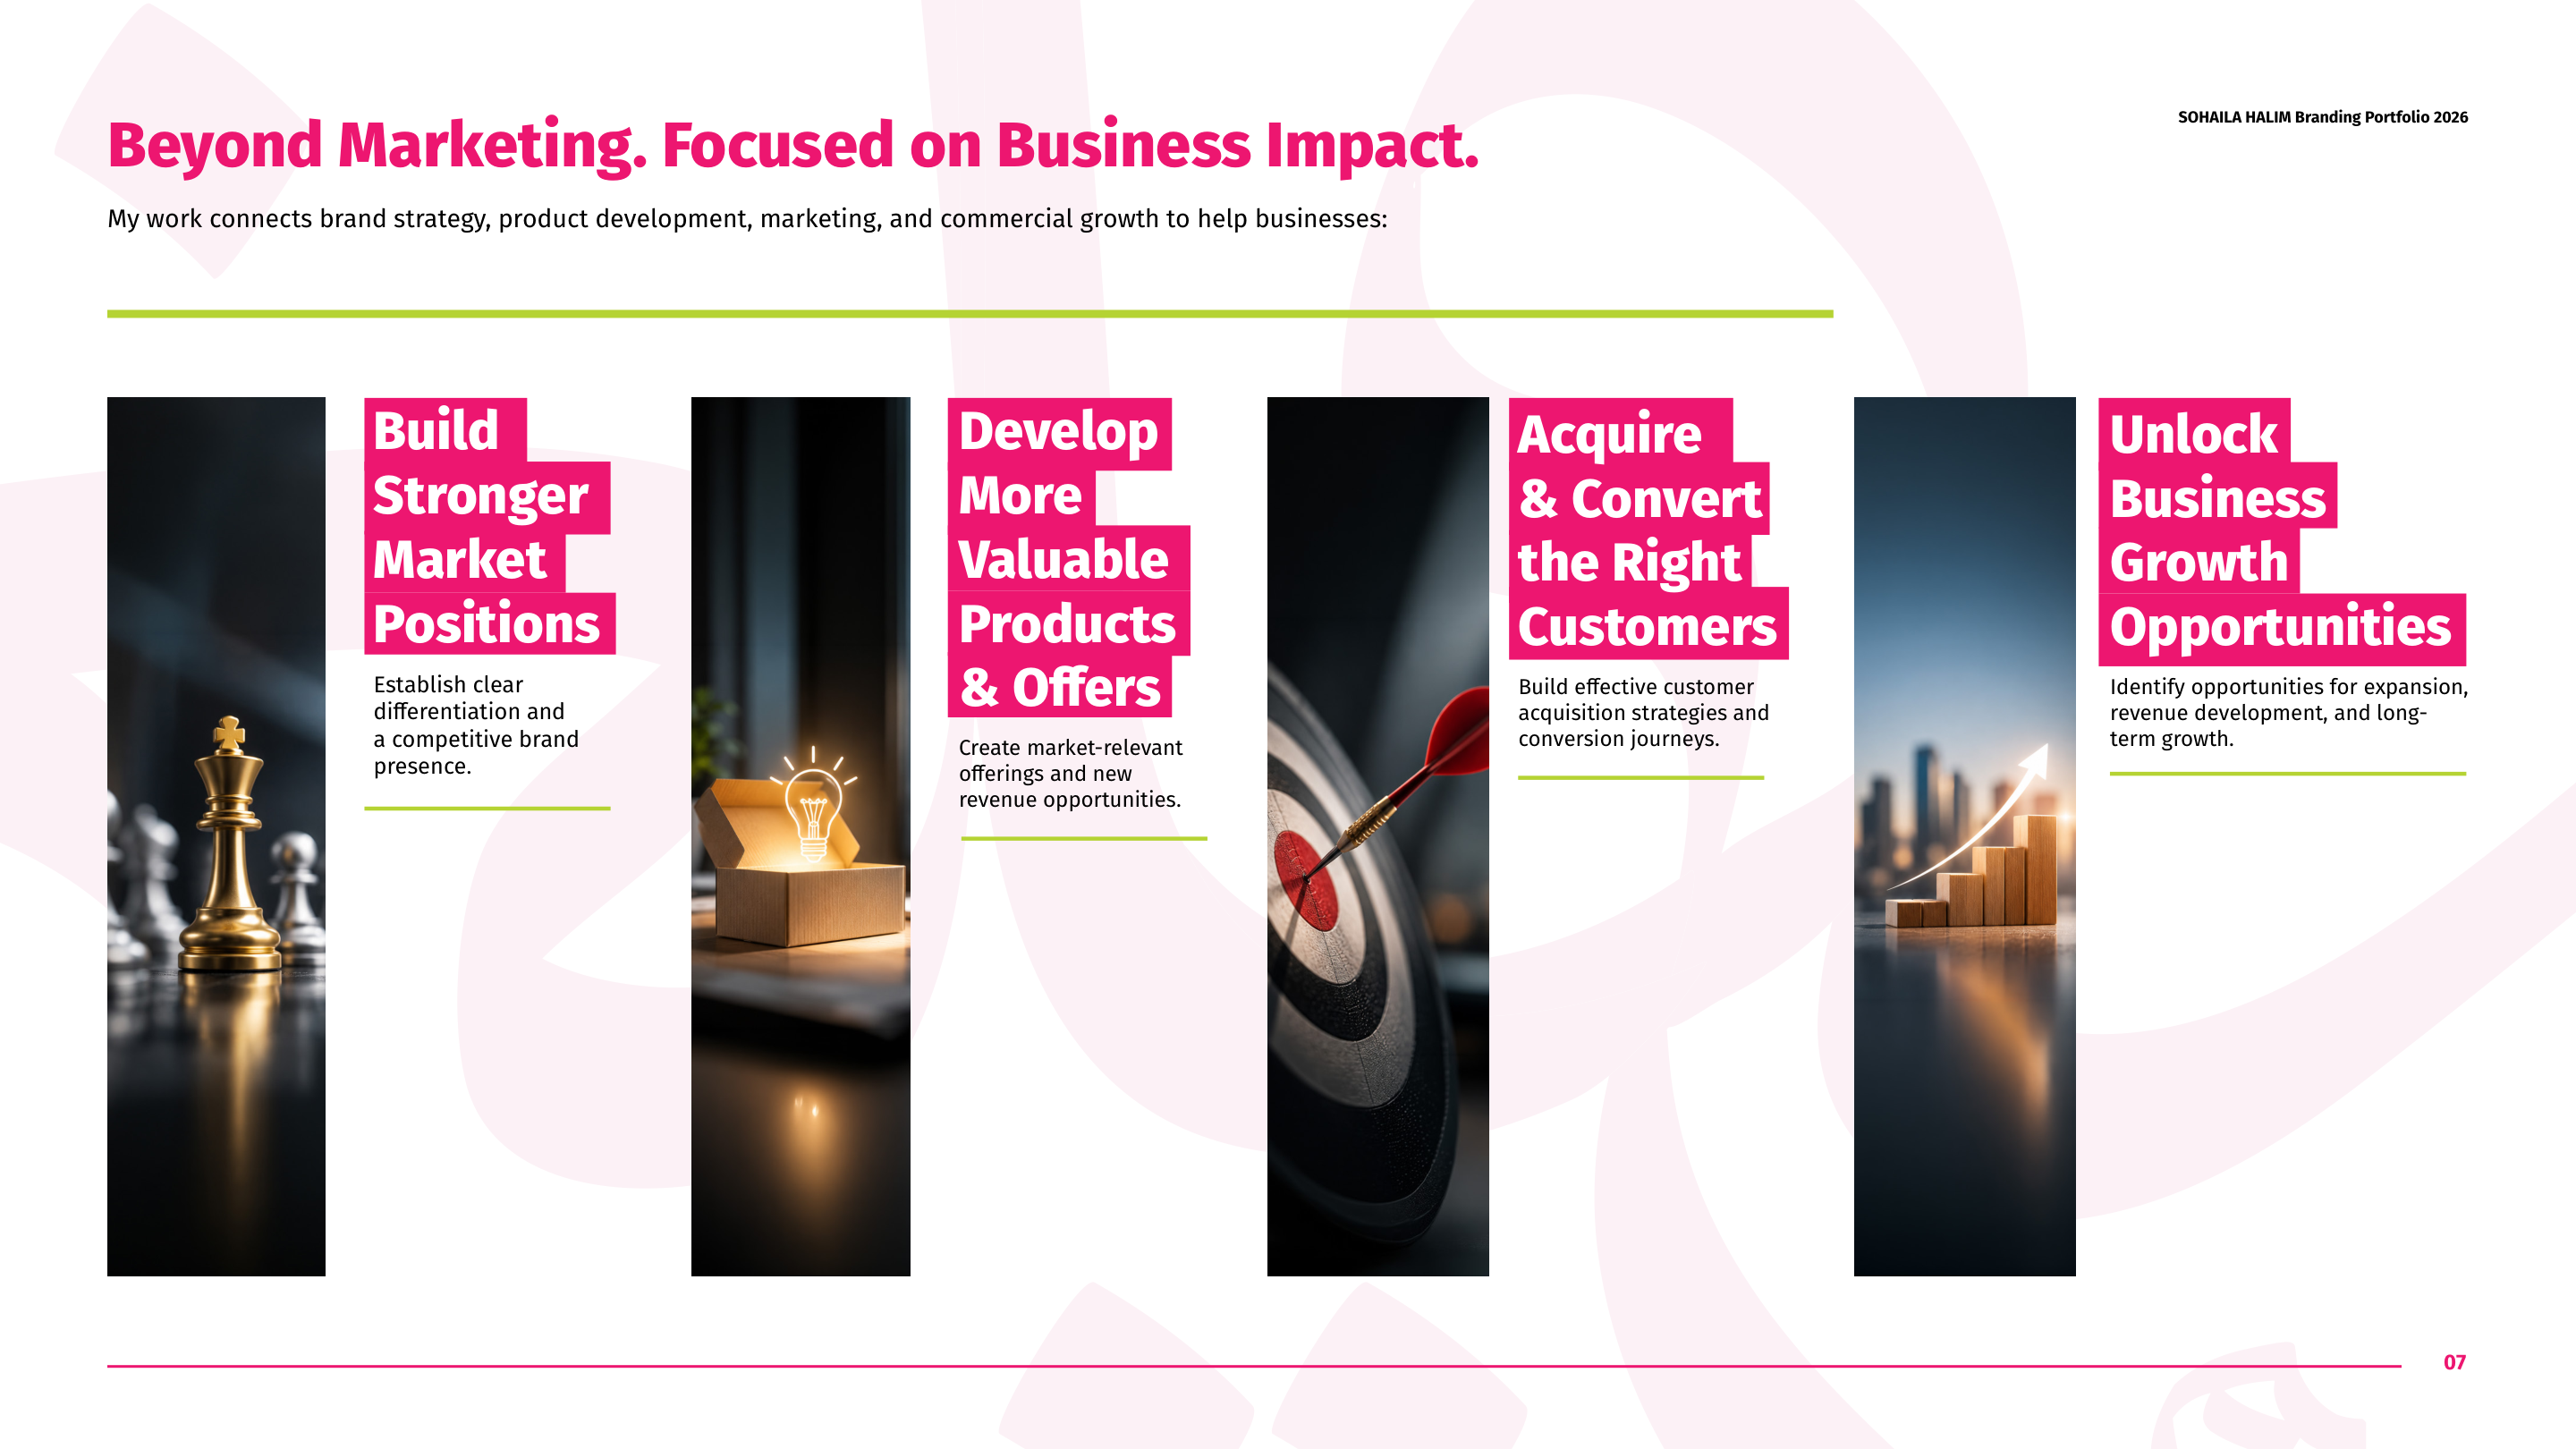 SOHAILA HALIM Branding Portfolio 2026
Beyond Marketing. Focused on Business Impact.
My work connects brand strategy, product development, marketing, and commercial growth to help businesses:
Build
Stronger
Market
Positions
Establish clear
differentiation and
a competitive brand
presence.
Develop
More
Valuable
Products
& Offers
Create market-relevant
offerings and new
revenue opportunities.
Acquire
& Convert
the Right
Customers
Build effective customer
acquisition strategies and
conversion journeys.
Unlock
Business
Growth
Opportunities
Identify opportunities for expansion,
revenue development, and long-
term growth.
07